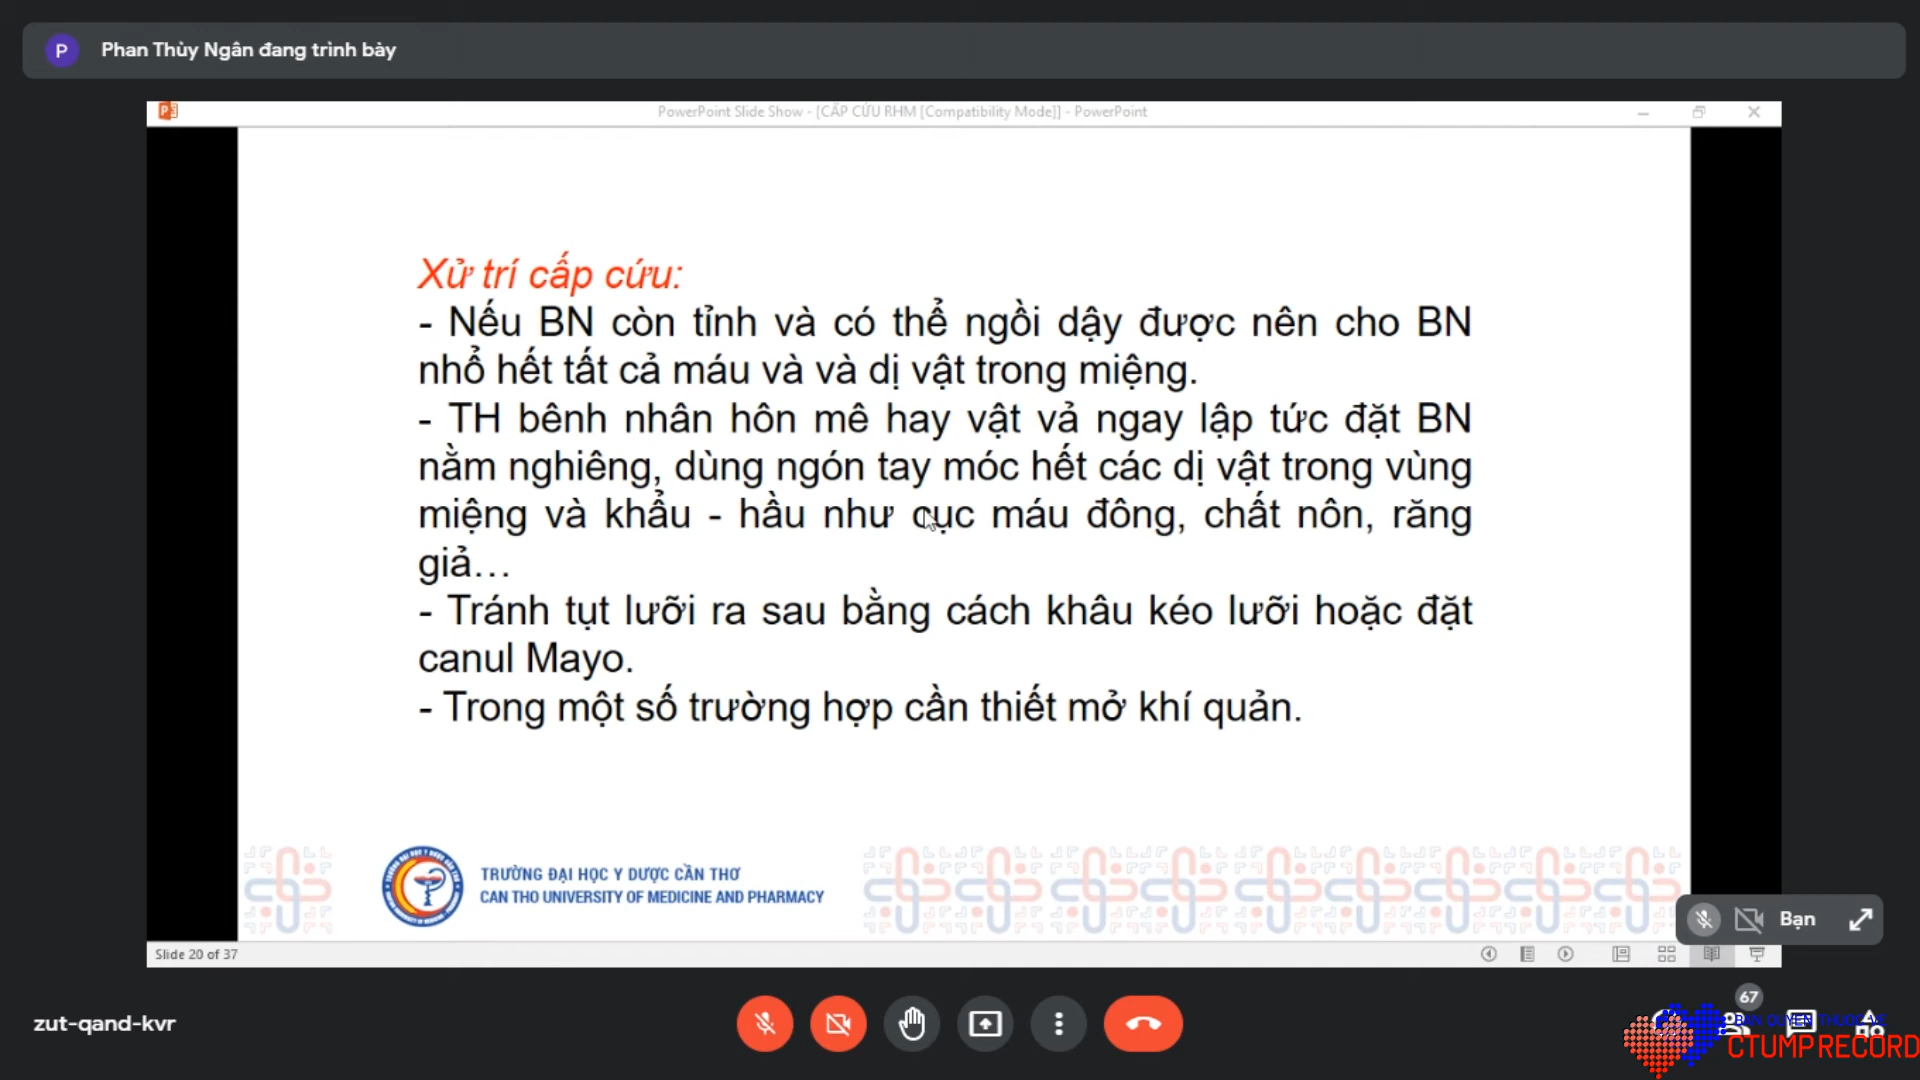 P Phan Thùy Ngân đang trình bày
PowerPoint Slide Show - [CẤP CỨU RHM [Compatibility Mode]] - PowerPoint
Xử trí cấp cứu:
- Nếu BN còn tỉnh và có thể ngồi dậy được nên cho BN
nhổ hết tất cả máu và và dị vật trong miệng.
- TH bênh nhân hôn mê hay vật vả ngay lập tức đặt BN
nằm nghiêng, dùng ngón tay móc hết các dị vật trong vùng
miệng và khẩu - hầu như cục máu đông, chất nôn, răng
giả...
- Tránh tụt lưỡi ra sau bằng cách khâu kéo lưỡi hoặc đặt
canul Mayo.
- Trong một số trường hợp cần thiết mở khí quản.
TRƯỜNG ĐẠI HỌC Y DƯỢC CẦN THƠ
CAN THO UNIVERSITY OF MEDICINE AND PHARMACY
Bạn
Slide 20 of 37
67
zut-qand-kvr
BẢN QUYỀN THUỘC VỀ
CTUMP RECORD